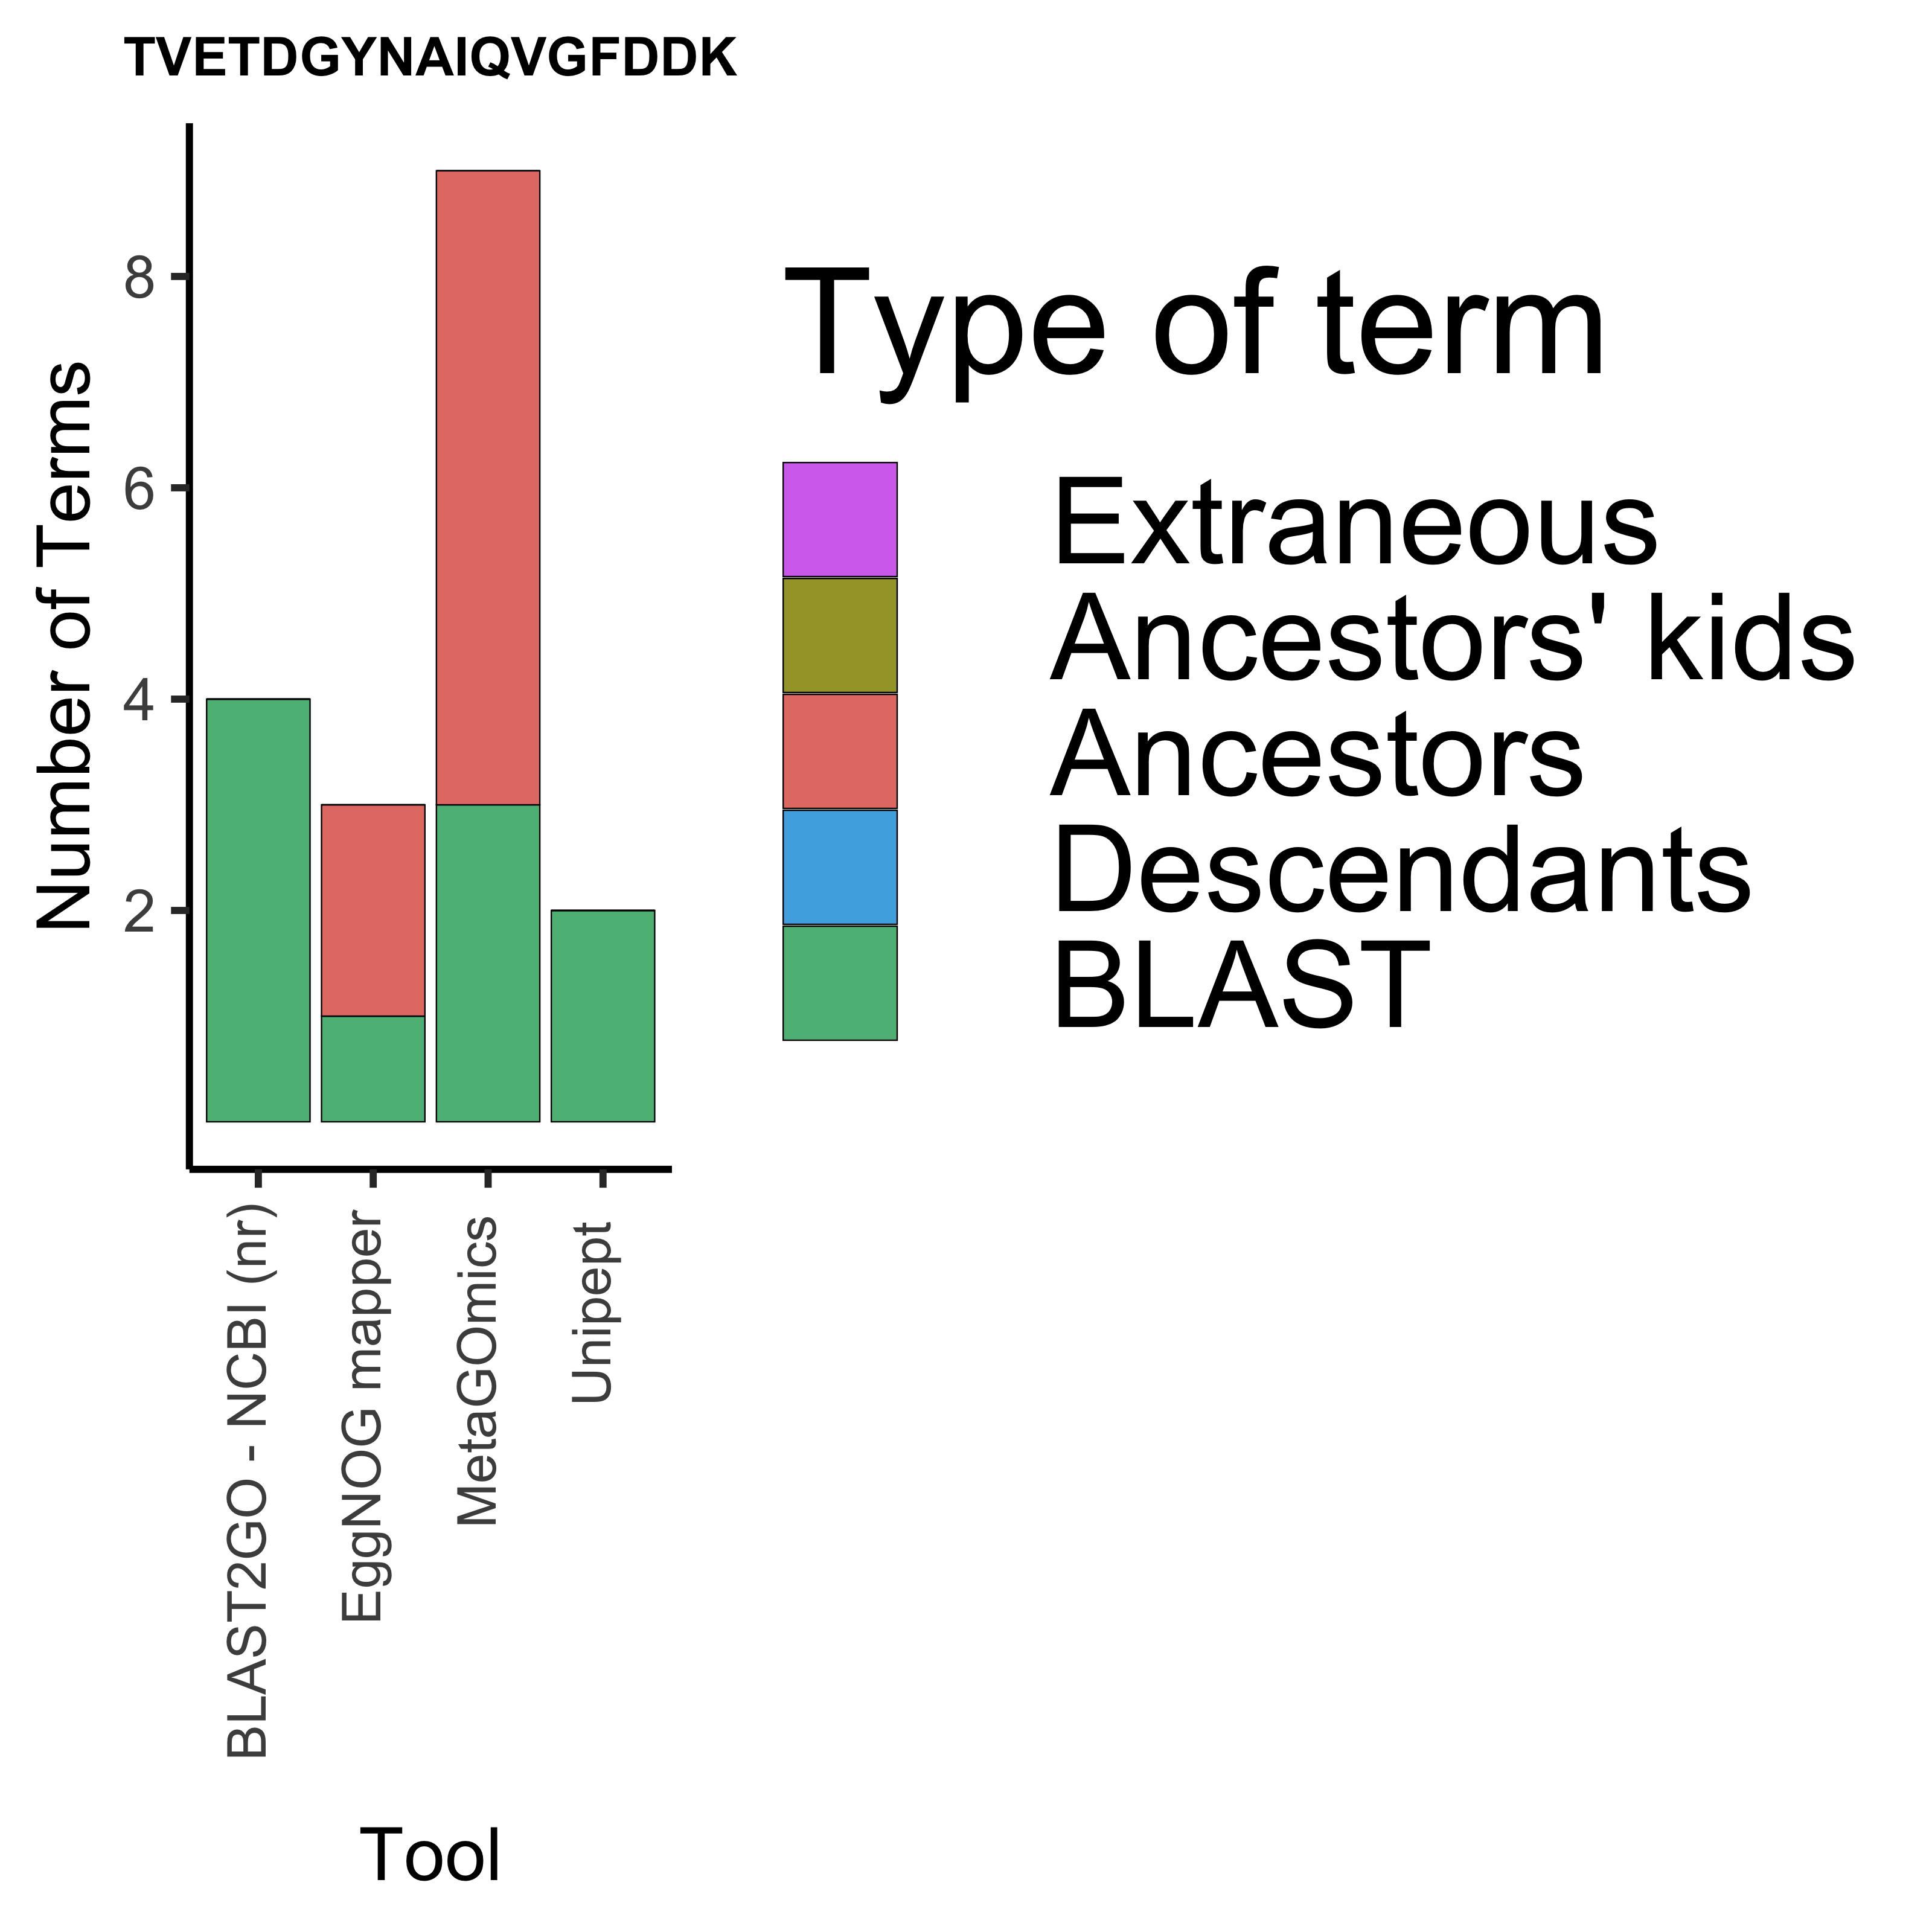 TVETDGYNAIQVGFDDK
Number of Terms
8
6
4
2
BLAST2GO - NCBI (nr)
EggNOG mapper
MetaGOmics
Unipept
Tool
Type of term
Extraneous
Ancestors' kids
Ancestors
Descendants
BLAST